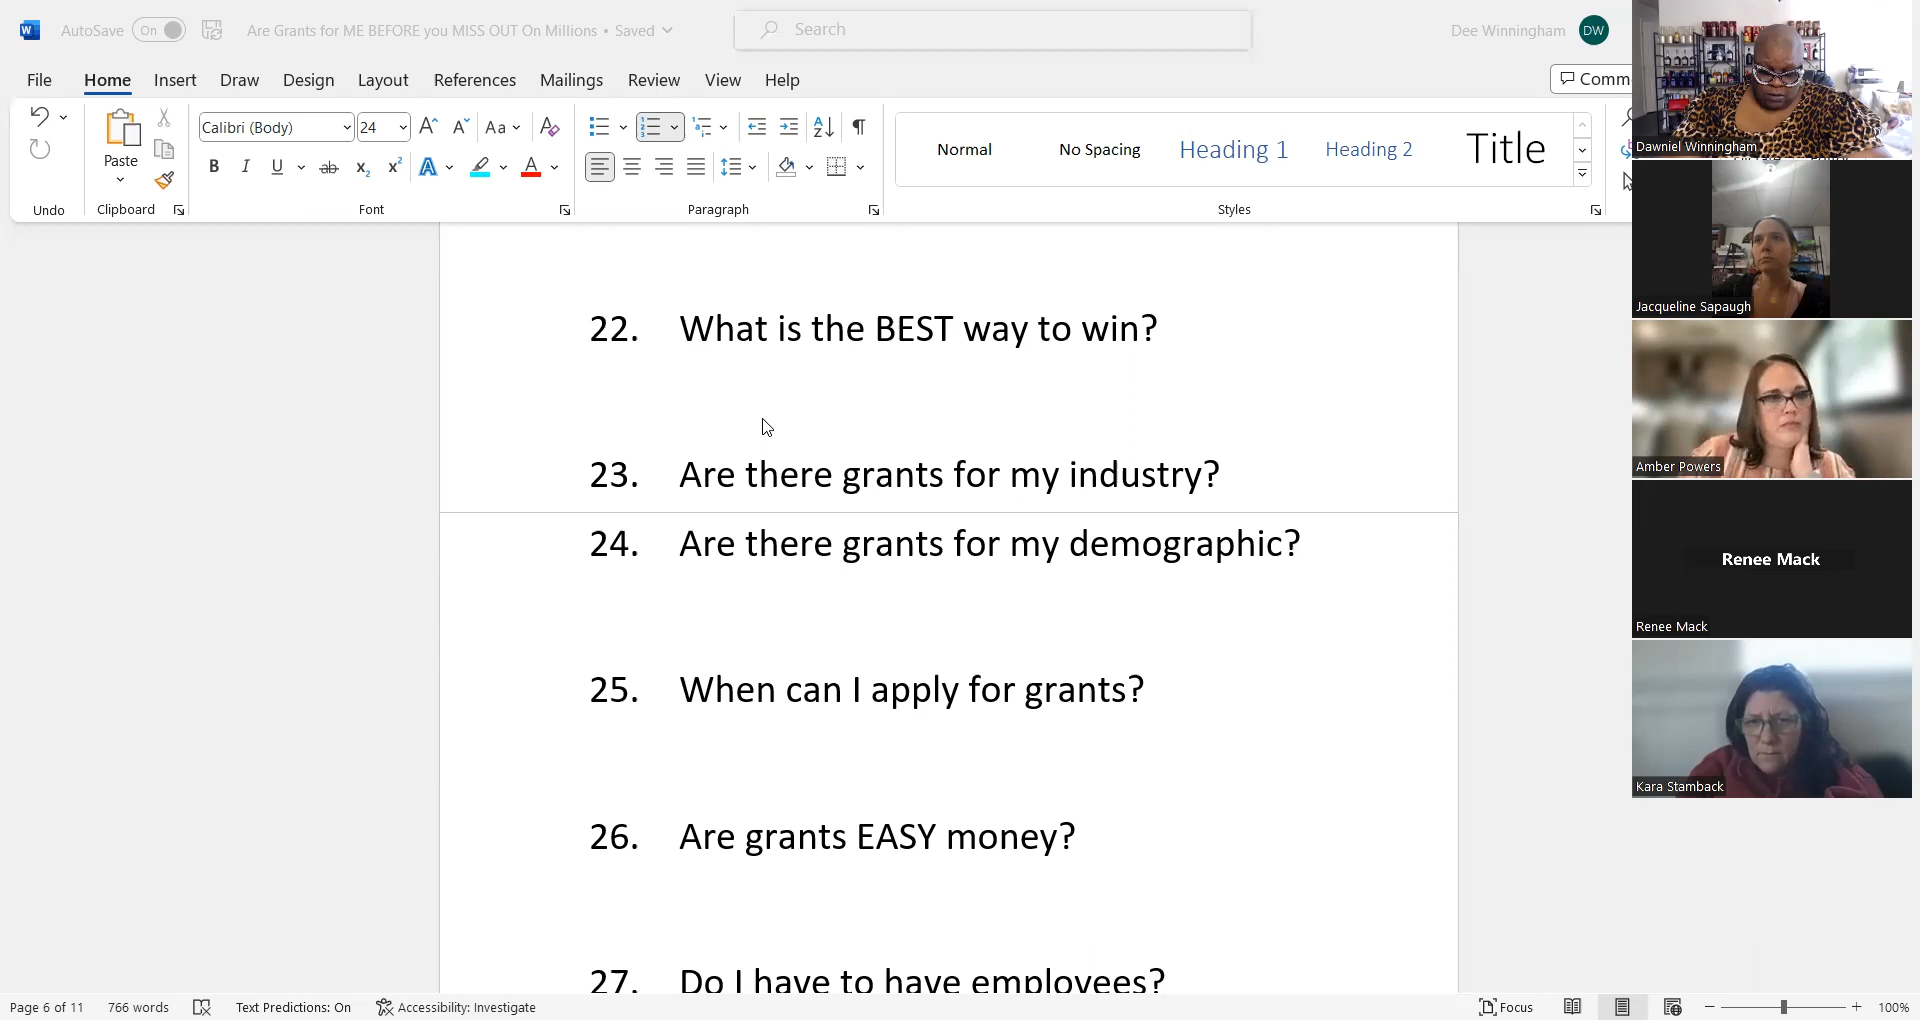 AutoSave On Are Grants for ME BEFORE you MISS OUT On Millions • Saved Search Dee Winningham DW
File Home Insert Draw Design Layout References Mailings Review View Help Comm
Calibri (Body) 24 Aa
Paste
B I U ab x2 x2 A A
Normal No Spacing Heading 1 Heading 2 Title
Undo Clipboard Font Paragraph Styles
22. What is the BEST way to win?
23. Are there grants for my industry?
24. Are there grants for my demographic?
25. When can I apply for grants?
26. Are grants EASY money?
27. Do I have to have employees?
Dawniel Winningham
Jacqueline Sapaugh
Amber Powers
Renee Mack
Renee Mack
Kara Stamback
Page 6 of 11 766 words Text Predictions: On Accessibility: Investigate Focus 100%